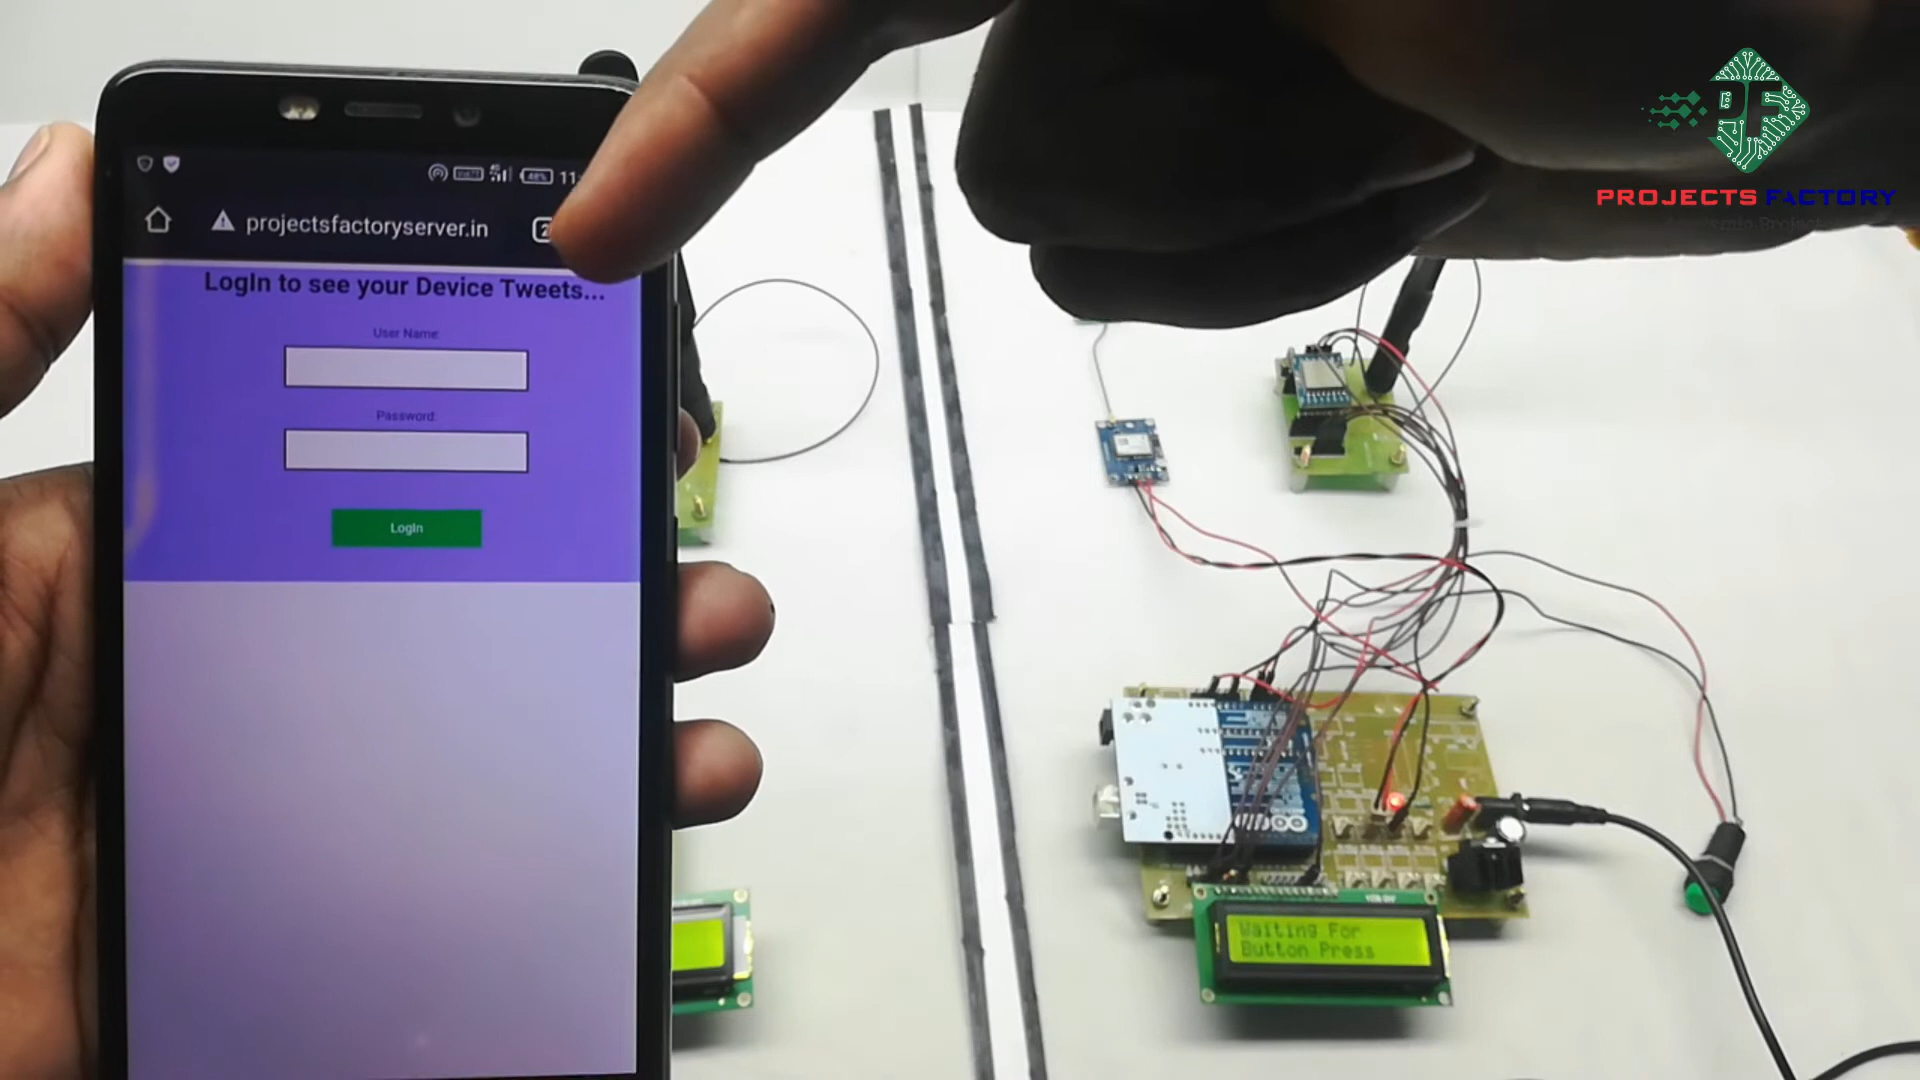 projectsfactoryserver.in
LogIn to see your Device Tweets...
User Name:
Password:
LogIn
PROJECTS FACTORY
Waiting For
Button Press